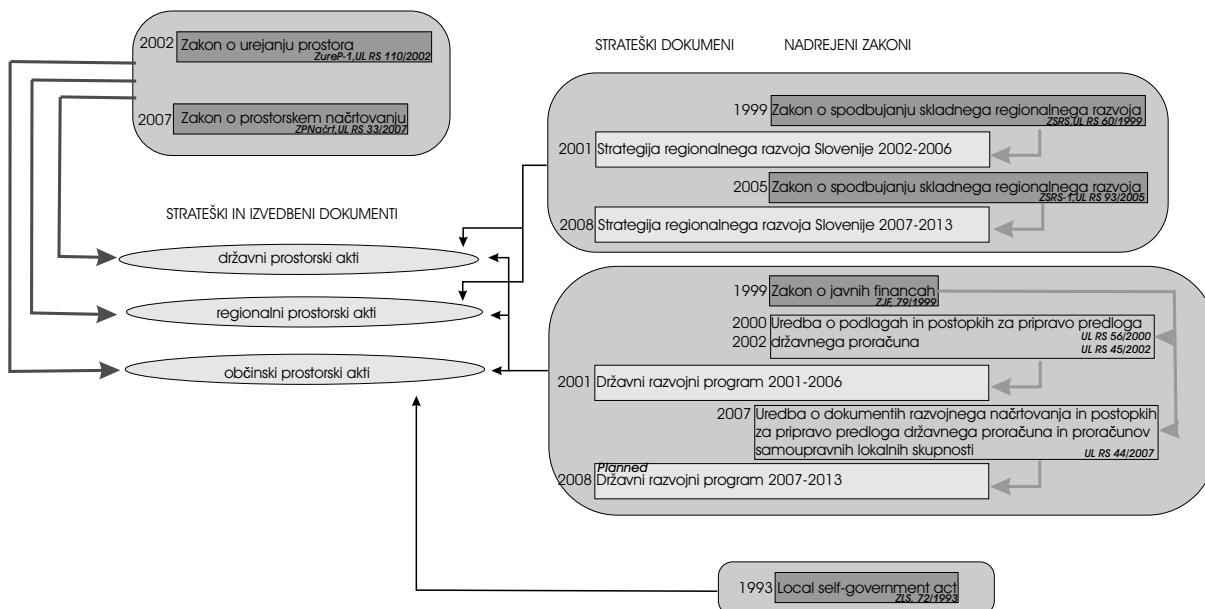 2002 Zakon o urejanju prostora
ZureP-1,UL RS 110/2002
2007 Zakon o prostorskem načrtovanju
ZPNačrt,UL RS 33/2007
STRATEŠKI IN IZVEDBENI DOKUMENTI
državni prostorski akti
regionalni prostorski akti
občinski prostorski akti
STRATEŠKI DOKUMENI NADREJENI ZAKONI
1999 Zakon o spodbujanju skladnega regionalnega razvoja
ZSRS,UL RS 60/1999
2001 Strategija regionalnega razvoja Slovenije 2002-2006
2005 Zakon o spodbujanju skladnega regionalnega razvoja
ZSRS-1,UL RS 93/2005
2008 Strategija regionalnega razvoja Slovenije 2007-2013
1999 Zakon o javnih financah
ZJF, 79/1999
2000 Uredba o podlagah in postopkih za pripravo predloga
2002 državnega proračuna
UL RS 56/2000
UL RS 45/2002
2001 Državni razvojni program 2001-2006
2007 Uredba o dokumentih razvojnega načrtovanja in postopkih
za pripravo predloga državnega proračuna in proračunov
samoupravnih lokalnih skupnosti
UL RS 44/2007
Planned
2008 Državni razvojni program 2007-2013
1993 Local self-government act
ZLS, 72/1993